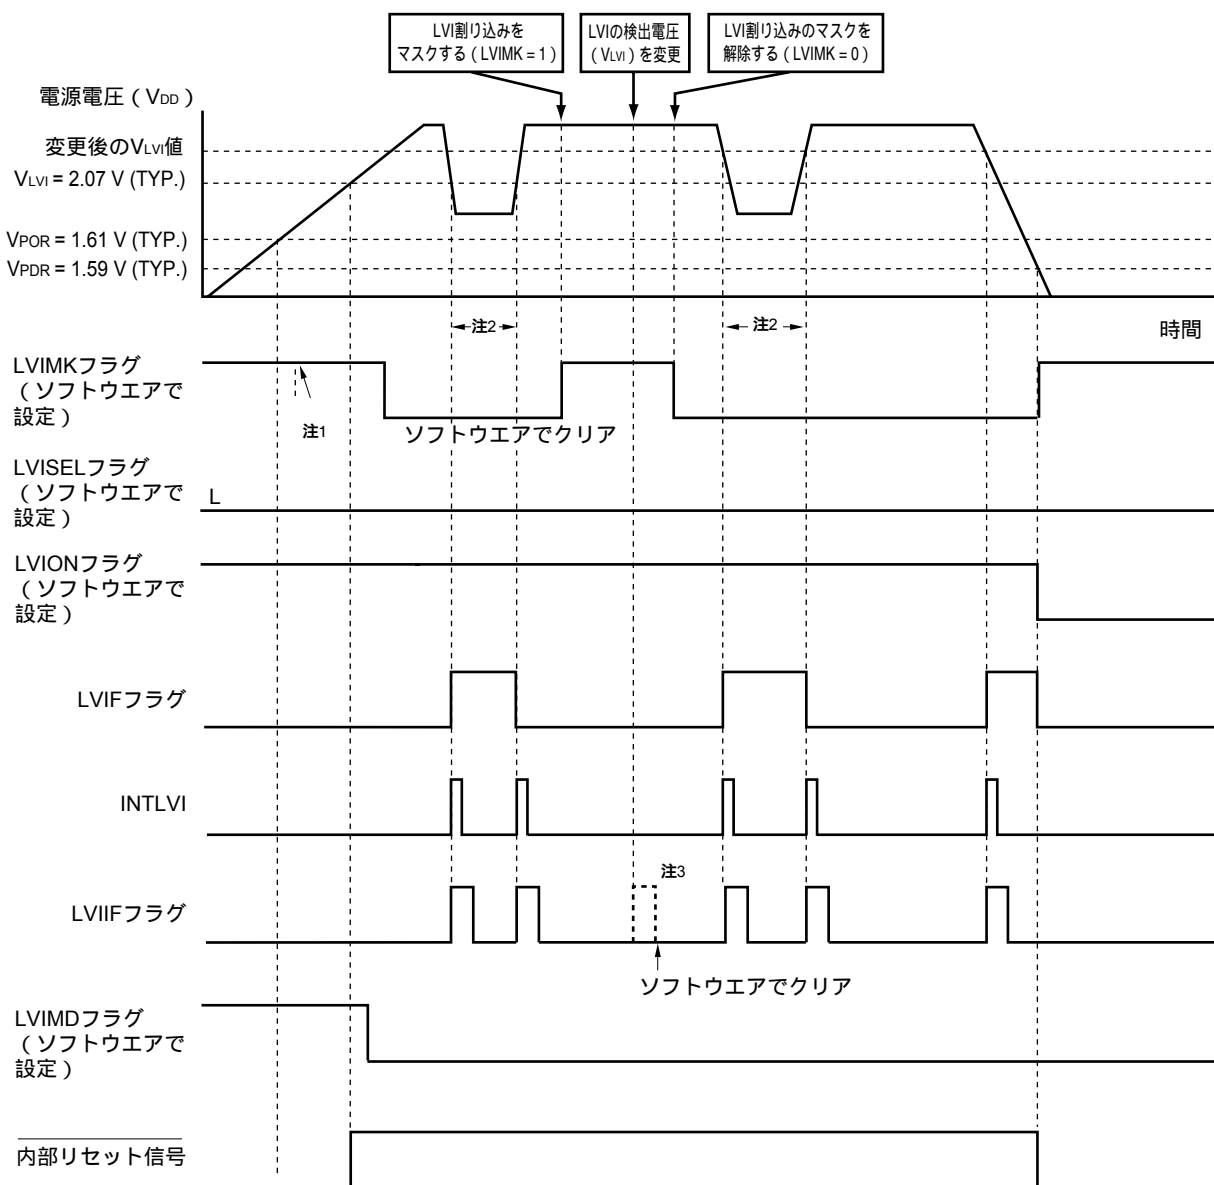 LVI割り込みを
マスクする（LVIMK = 1）
LVIの検出電圧
（VLVI）を変更
LVI割り込みのマスクを
解除する（LVIMK = 0）
電源電圧（VDD）
変更後のVLVI値
VLVI = 2.07 V (TYP.)
VPOR = 1.61 V (TYP.)
VPDR = 1.59 V (TYP.)
注2
注2
時間
LVIMKフラグ
（ソフトウエアで
設定）
注1
ソフトウエアでクリア
LVISELフラグ
（ソフトウエアで
設定）
L
LVIONフラグ
（ソフトウエアで
設定）
LVIFフラグ
INTLVI
注3
LVIIFフラグ
ソフトウエアでクリア
LVIMDフラグ
（ソフトウエアで
設定）
内部リセット信号